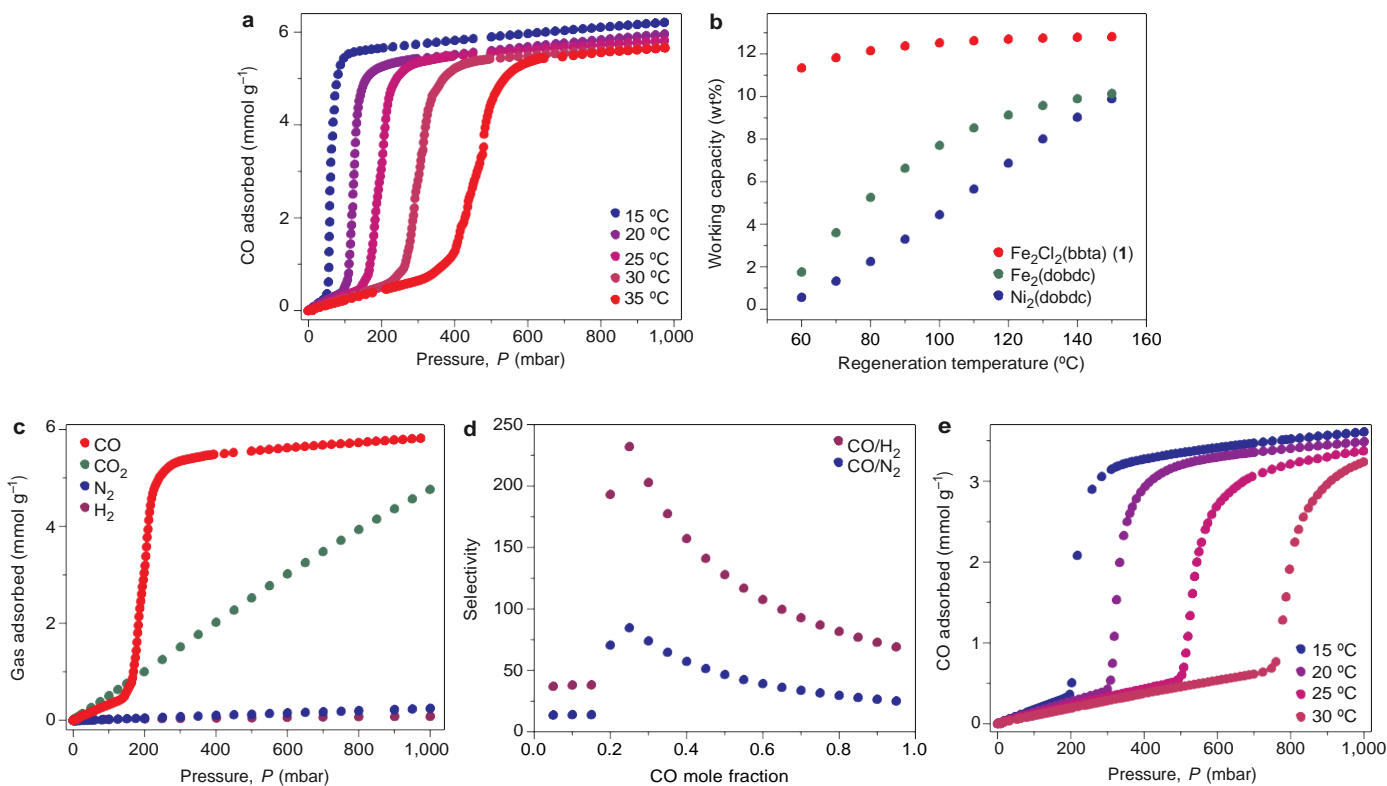 a
CO adsorbed (mmol g⁻¹)
6
4
2
0
0
200
400
600
800
1,000
Pressure, P (mbar)
15 ºC
20 ºC
25 ºC
30 ºC
35 ºC
b
Working capacity (wt%)
12
10
8
6
4
2
0
60
80
100
120
140
160
Regeneration temperature (ºC)
Fe₂Cl₂(bbta) (1)
Fe₂(dobdc)
Ni₂(dobdc)
c
Gas adsorbed (mmol g⁻¹)
6
4
2
0
0
200
400
600
800
1,000
Pressure, P (mbar)
CO
CO₂
N₂
H₂
d
Selectivity
250
200
150
100
50
0
0.0
0.2
0.4
0.6
0.8
1.0
CO mole fraction
CO/H₂
CO/N₂
e
CO adsorbed (mmol g⁻¹)
3
2
1
0
0
200
400
600
800
1,000
Pressure, P (mbar)
15 ºC
20 ºC
25 ºC
30 ºC